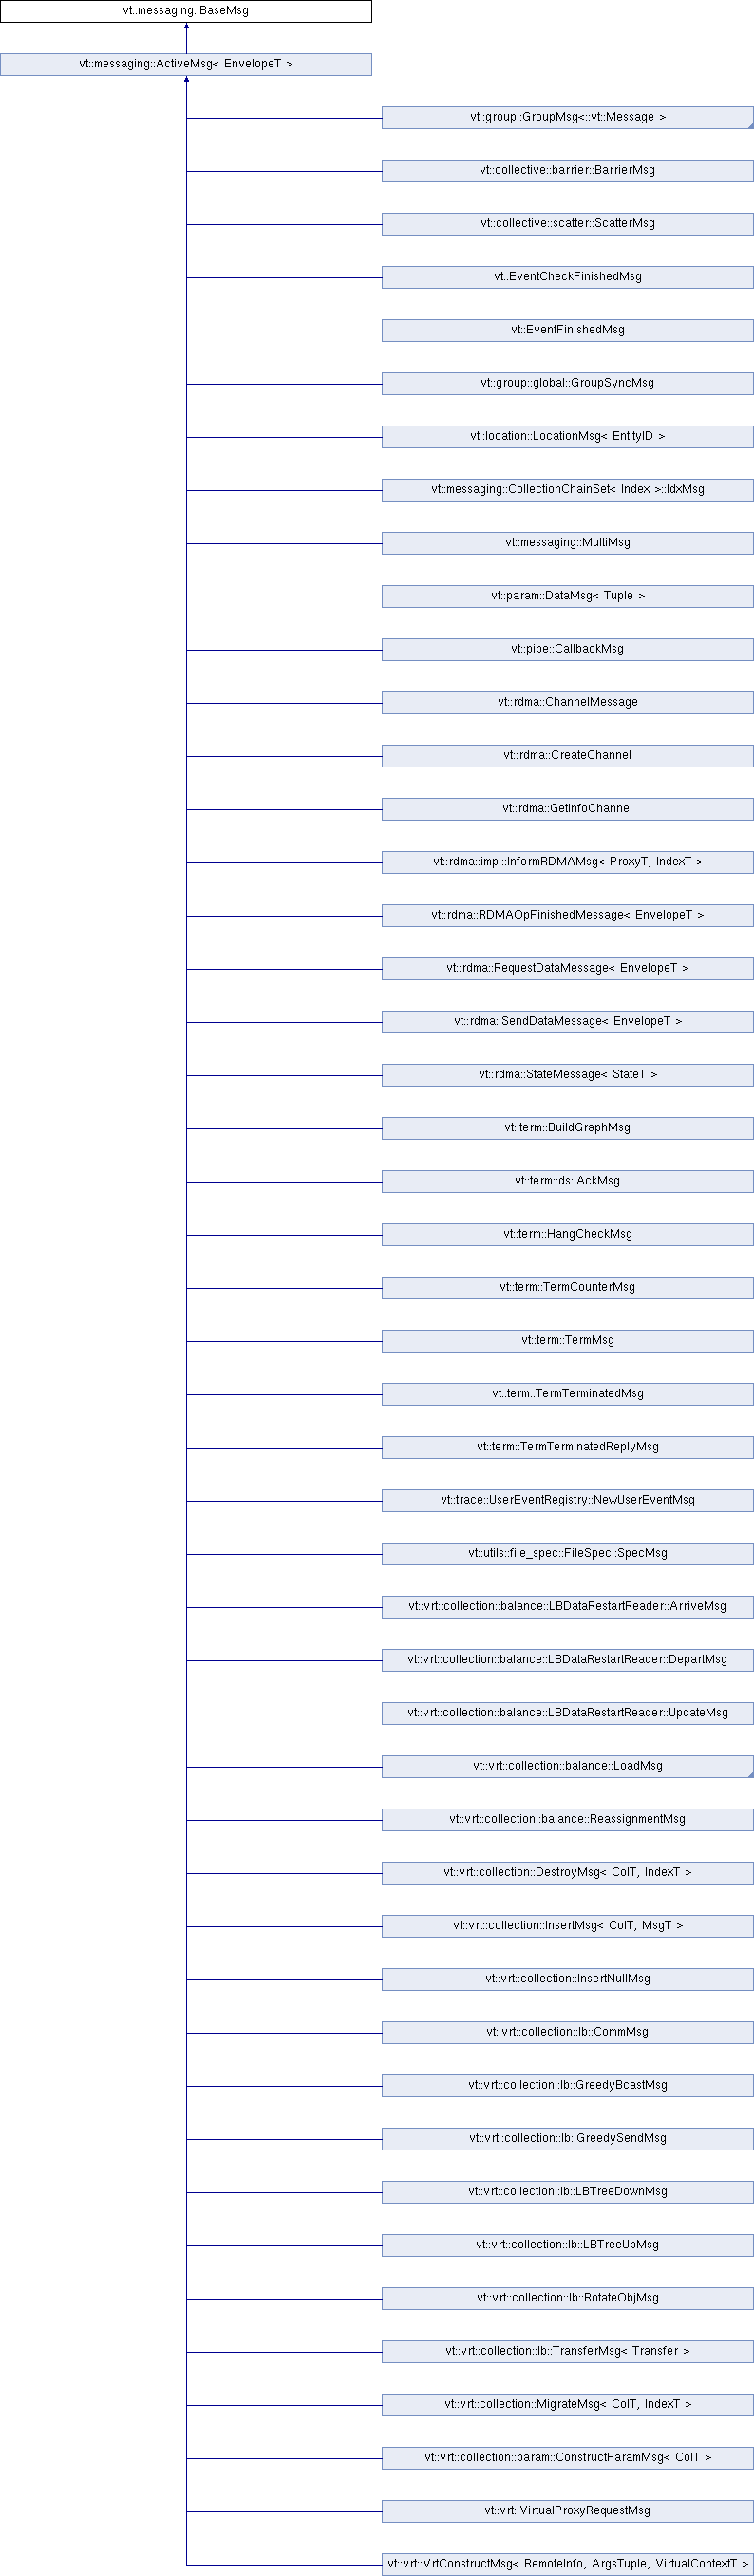 vt::messaging::BaseMsg
vt::messaging::ActiveMsg< EnvelopeT >
vt::group::GroupMsg<::vt::Message >
vt::collective::barrier::BarrierMsg
vt::collective::scatter::ScatterMsg
vt::EventCheckFinishedMsg
vt::EventFinishedMsg
vt::group::global::GroupSyncMsg
vt::location::LocationMsg< EntityID >
vt::messaging::CollectionChainSet< Index >::IdxMsg
vt::messaging::MultiMsg
vt::param::DataMsg< Tuple >
vt::pipe::CallbackMsg
vt::rdma::ChannelMessage
vt::rdma::CreateChannel
vt::rdma::GetInfoChannel
vt::rdma::impl::InformRDMAMsg< ProxyT, IndexT >
vt::rdma::RDMAOpFinishedMessage< EnvelopeT >
vt::rdma::RequestDataMessage< EnvelopeT >
vt::rdma::SendDataMessage< EnvelopeT >
vt::rdma::StateMessage< StateT >
vt::term::BuildGraphMsg
vt::term::ds::AckMsg
vt::term::HangCheckMsg
vt::term::TermCounterMsg
vt::term::TermMsg
vt::term::TermTerminatedMsg
vt::term::TermTerminatedReplyMsg
vt::trace::UserEventRegistry::NewUserEventMsg
vt::utils::file_spec::FileSpec::SpecMsg
vt::vrt::collection::balance::LBDataRestartReader::ArriveMsg
vt::vrt::collection::balance::LBDataRestartReader::DepartMsg
vt::vrt::collection::balance::LBDataRestartReader::UpdateMsg
vt::vrt::collection::balance::LoadMsg
vt::vrt::collection::balance::ReassignmentMsg
vt::vrt::collection::DestroyMsg< ColT, IndexT >
vt::vrt::collection::InsertMsg< ColT, MsgT >
vt::vrt::collection::InsertNullMsg
vt::vrt::collection::lb::CommMsg
vt::vrt::collection::lb::GreedyBcastMsg
vt::vrt::collection::lb::GreedySendMsg
vt::vrt::collection::lb::LBTreeDownMsg
vt::vrt::collection::lb::LBTreeUpMsg
vt::vrt::collection::lb::RotateObjMsg
vt::vrt::collection::lb::TransferMsg< Transfer >
vt::vrt::collection::MigrateMsg< ColT, IndexT >
vt::vrt::collection::param::ConstructParamMsg< ColT >
vt::vrt::VirtualProxyRequestMsg
vt::vrt::VrtConstructMsg< RemoteInfo, ArgsTuple, VirtualContextT >